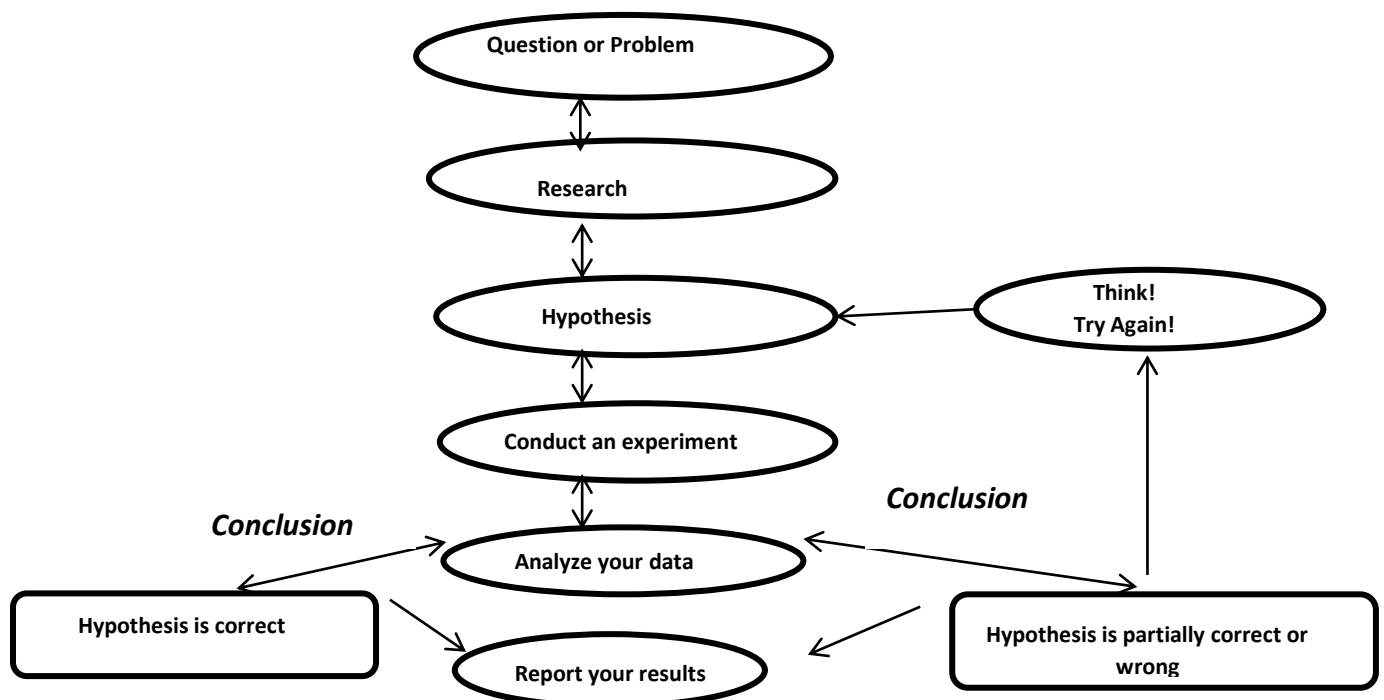 Question or Problem
Research
Hypothesis
Think!
Try Again!
Conduct an experiment
Conclusion
Conclusion
Analyze your data
Hypothesis is correct
Hypothesis is partially correct or
wrong
Report your results